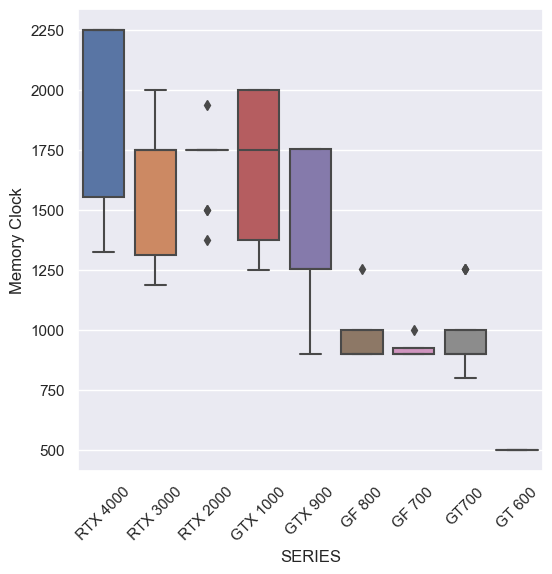 2250
2000
1750
1500
1250
1000
750
500
Memory Clock
RTX 4000
RTX 3000
RTX 2000
GTX 1000
GTX 900
GF 800
GF 700
GT700
GT 600
SERIES